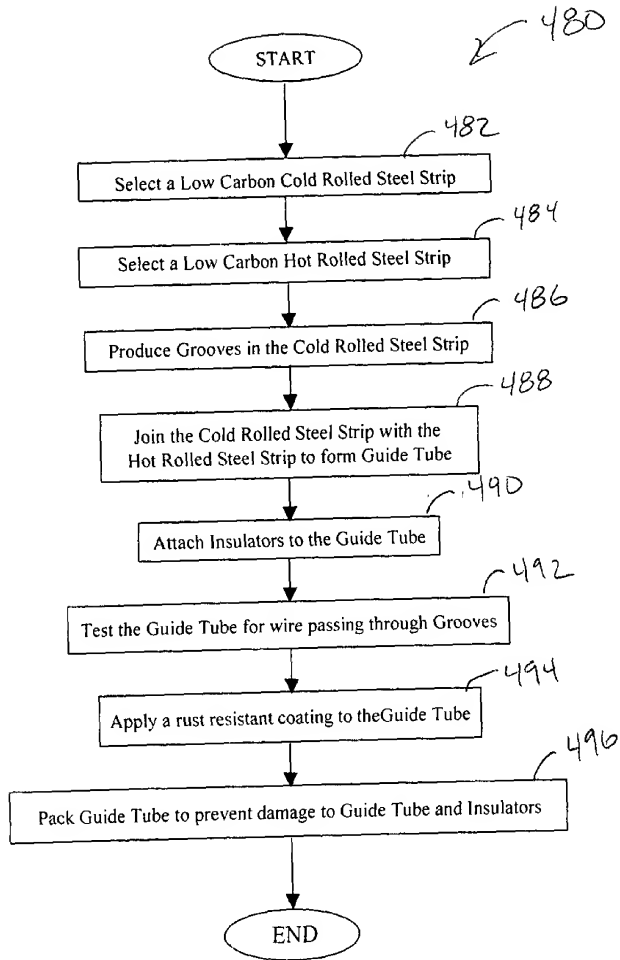 480
START
482
Select a Low Carbon Cold Rolled Steel Strip
484
Select a Low Carbon Hot Rolled Steel Strip
486
Produce Grooves in the Cold Rolled Steel Strip
488
Join the Cold Rolled Steel Strip with the
Hot Rolled Steel Strip to form Guide Tube
490
Attach Insulators to the Guide Tube
492
Test the Guide Tube for wire passing through Grooves
494
Apply a rust resistant coating to theGuide Tube
496
Pack Guide Tube to prevent damage to Guide Tube and Insulators
END